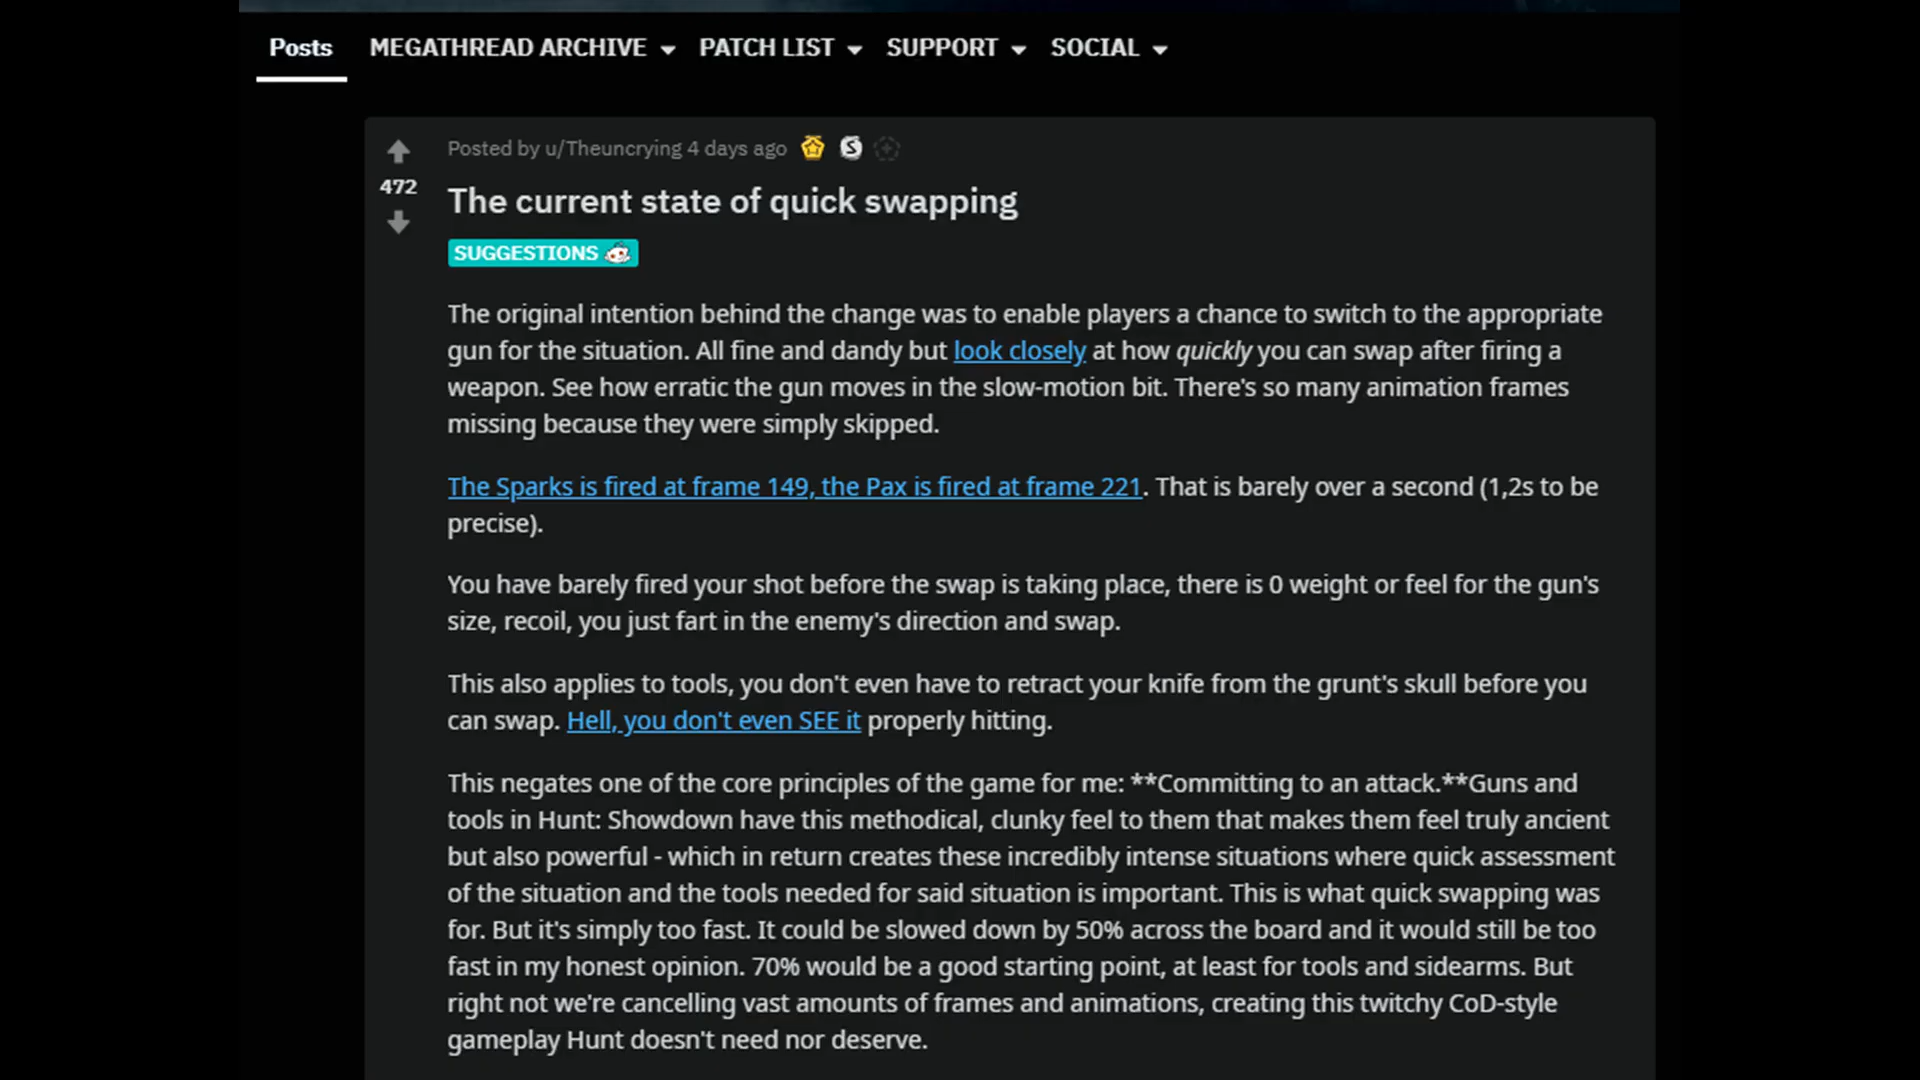 Posts MEGATHREAD ARCHIVE PATCH LIST SUPPORT SOCIAL
Posted by u/Theuncrying 4 days ago
472
The current state of quick swapping
SUGGESTIONS
The original intention behind the change was to enable players a chance to switch to the appropriate
gun for the situation. All fine and dandy but look closely at how quickly you can swap after firing a
weapon. See how erratic the gun moves in the slow-motion bit. There's so many animation frames
missing because they were simply skipped.
The Sparks is fired at frame 149, the Pax is fired at frame 221. That is barely over a second (1,2s to be
precise).
You have barely fired your shot before the swap is taking place, there is 0 weight or feel for the gun's
size, recoil, you just fart in the enemy's direction and swap.
This also applies to tools, you don't even have to retract your knife from the grunt's skull before you
can swap. Hell, you don't even SEE it properly hitting.
This negates one of the core principles of the game for me: **Committing to an attack.**Guns and
tools in Hunt: Showdown have this methodical, clunky feel to them that makes them feel truly ancient
but also powerful - which in return creates these incredibly intense situations where quick assessment
of the situation and the tools needed for said situation is important. This is what quick swapping was
for. But it's simply too fast. It could be slowed down by 50% across the board and it would still be too
fast in my honest opinion. 70% would be a good starting point, at least for tools and sidearms. But
right not we're cancelling vast amounts of frames and animations, creating this twitchy CoD-style
gameplay Hunt doesn't need nor deserve.